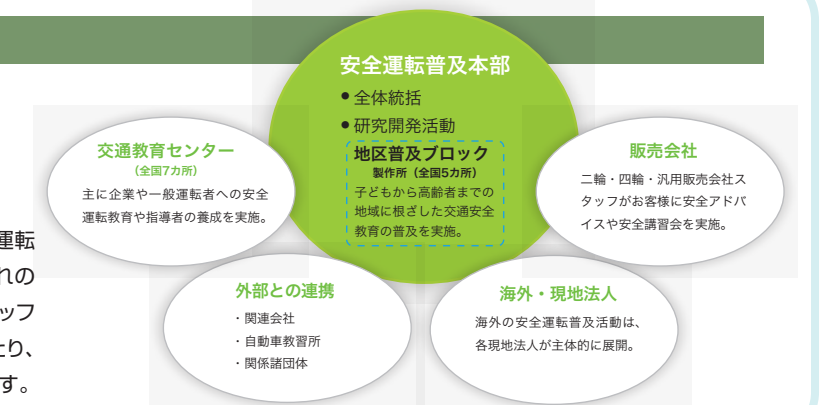 安全運転普及本部
●全体統括
●研究開発活動
地区普及ブロック
製作所（全国5カ所）
子どもから高齢者までの
地域に根ざした交通安全
教育の普及を実施。
交通教育センター
（全国7カ所）
主に企業や一般運転者への安全
運転教育や指導者の養成を実施。
販売会社
二輪・四輪・汎用販売会社ス
タッフがお客様に安全アドバ
イスや安全講習会を実施。
外部との連携
・関連会社
・自動車教習所
・関係諸団体
海外・現地法人
海外の安全運転普及活動は、
各現地法人が主体的に展開。
運転
れの
ッフ
たり、
す。